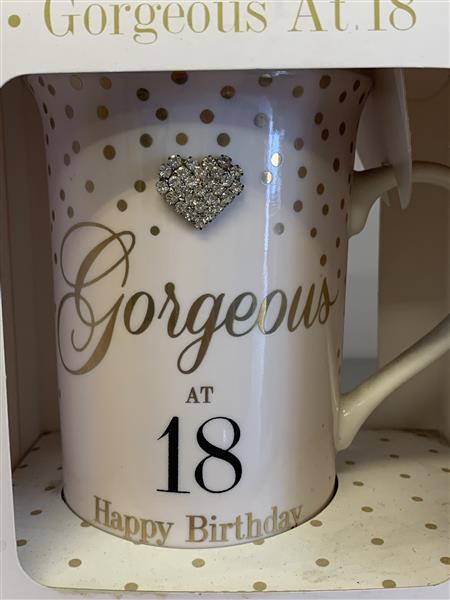 • Gorgeous At 18
Gorgeous
AT
18
Happy Birthday